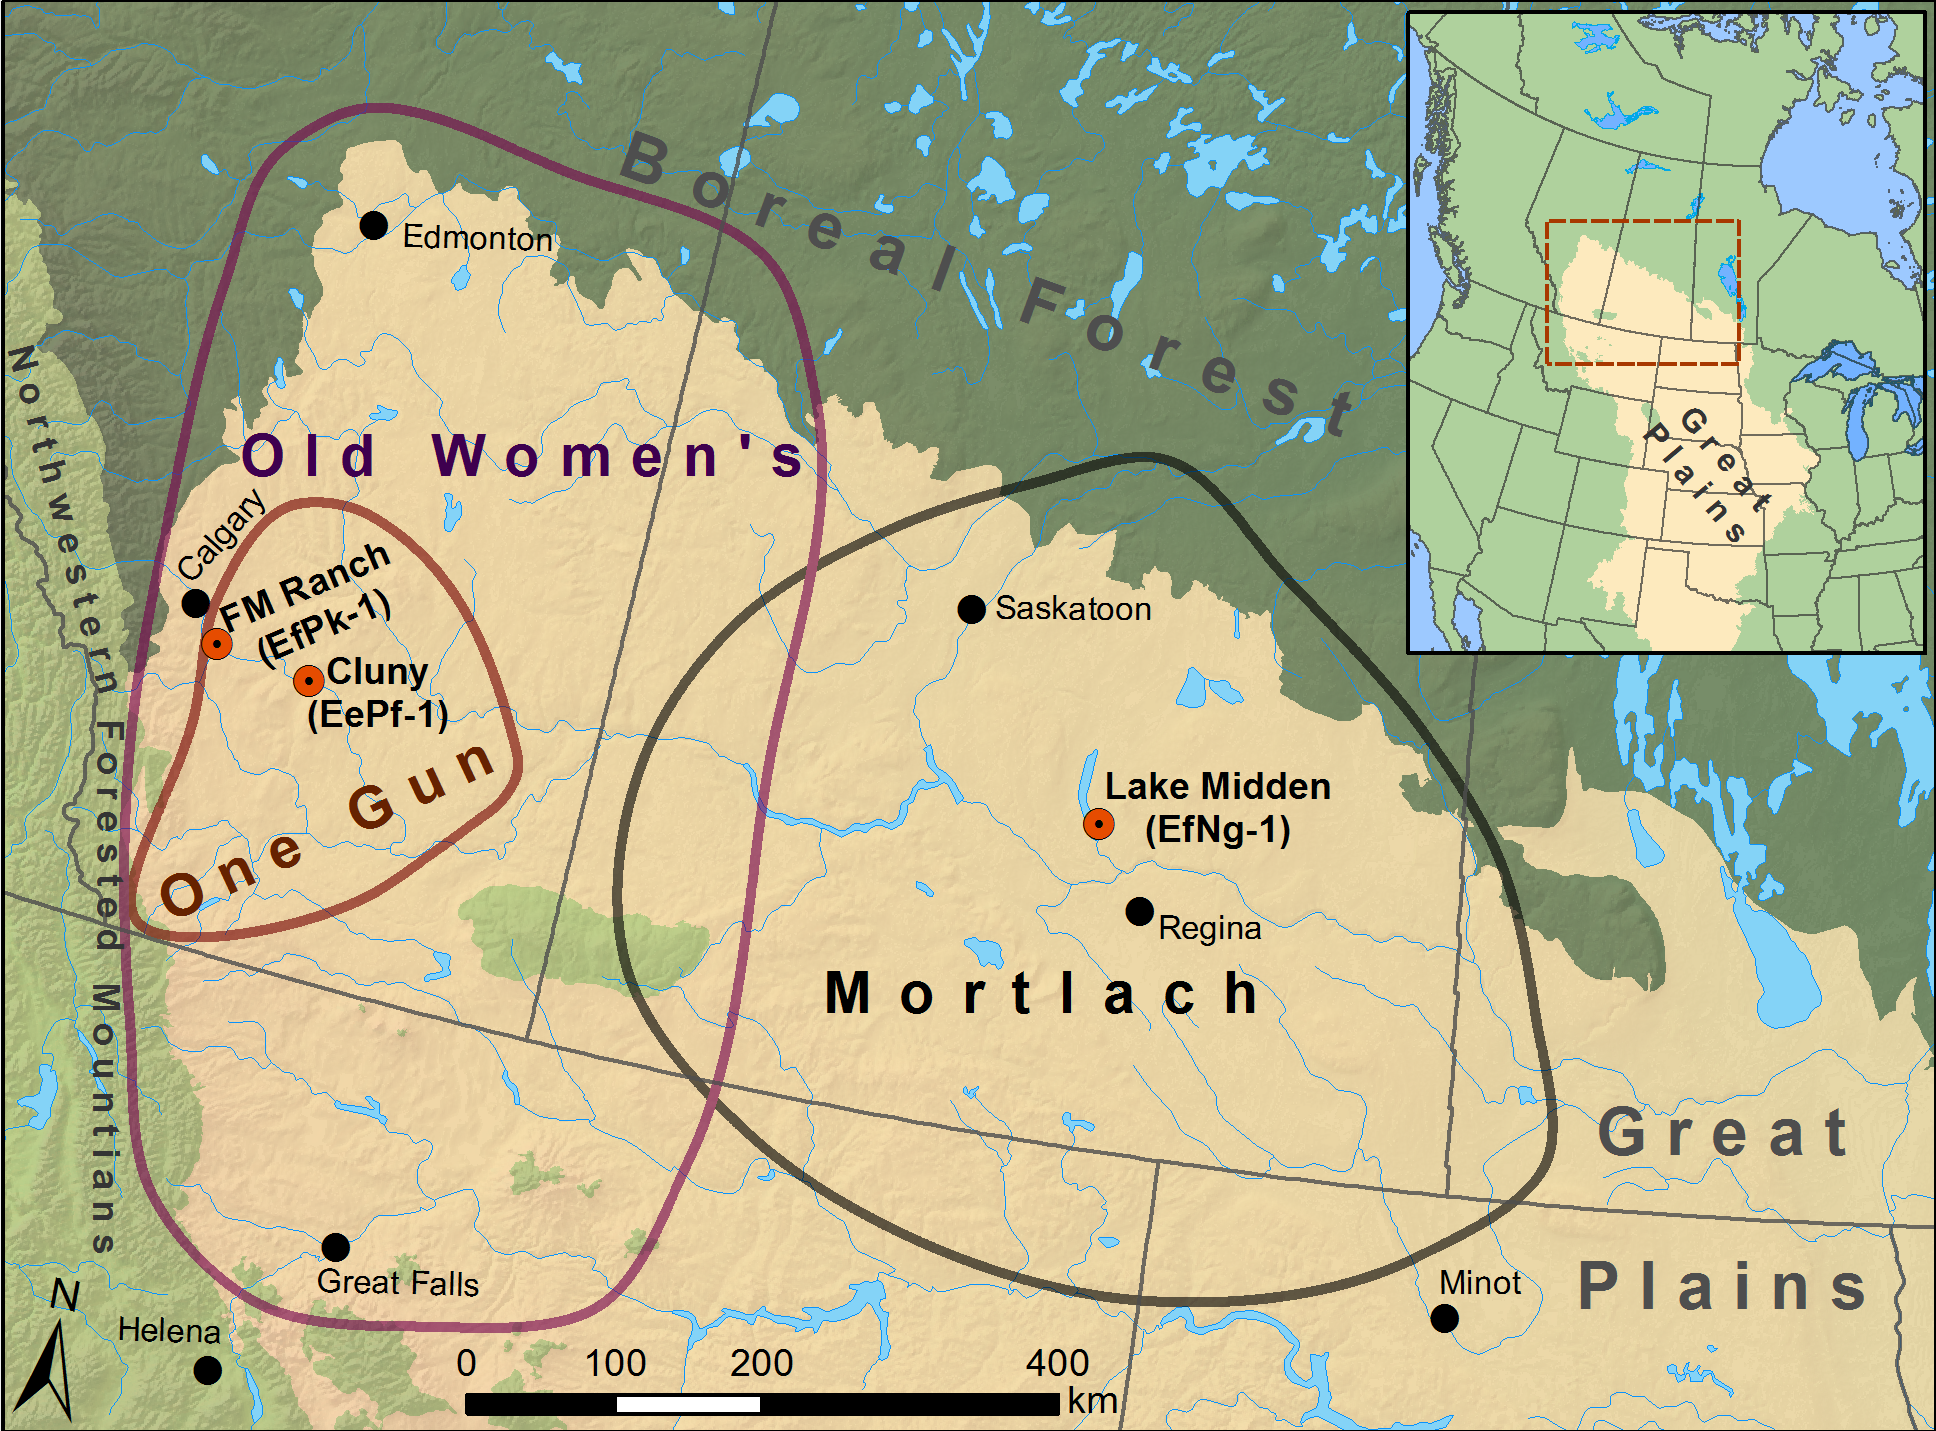 Boreal Forest
Edmonton
Northwestern Forested Mountians
Old Women's
Great
Plains
Calgary
FM Ranch
(EfPk-1)
Cluny
(EePf-1)
One Gun
Saskatoon
Lake Midden
(EfNg-1)
Regina
Mortlach
Great
Plains
Great Falls
Minot
N
Helena
0 100 200 400
km